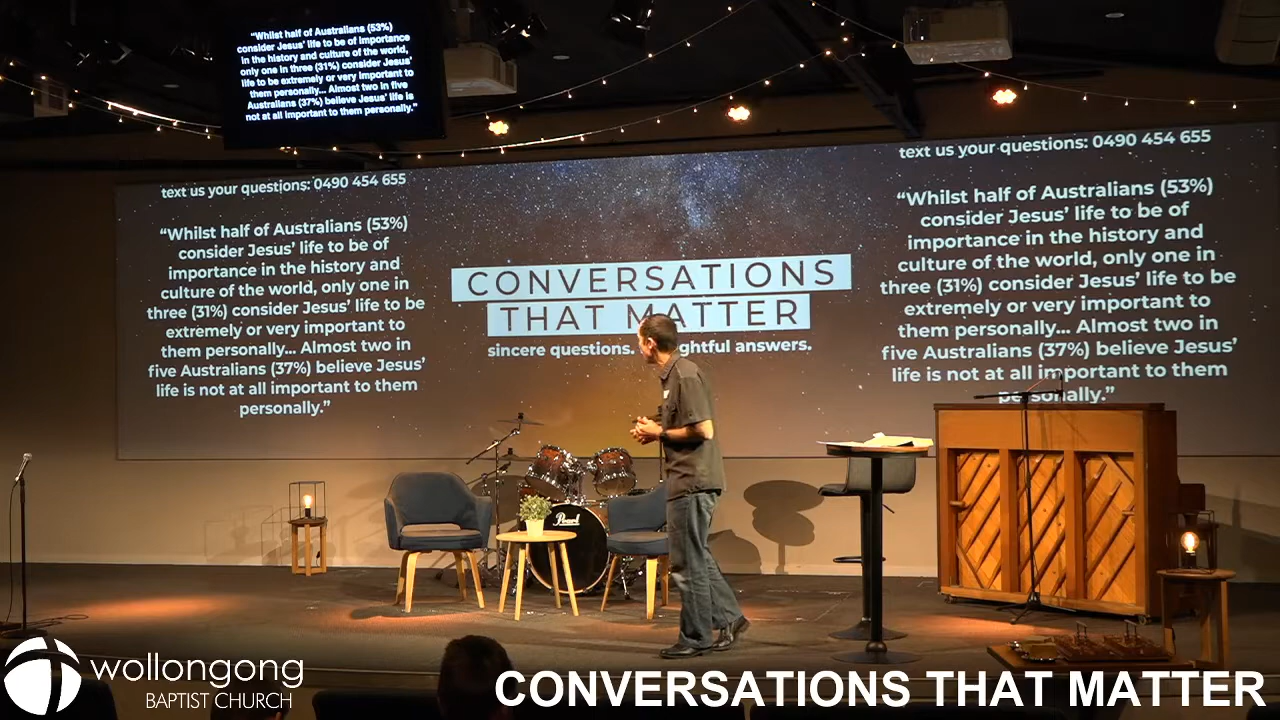 “Whilst half of Australians (53%)
consider Jesus’ life to be of importance
in the history and culture of the world,
only one in three (31%) consider Jesus’
life to be extremely or very important to
them personally... Almost two in five
Australians (37%) believe Jesus’ life is
not at all important to them personally.”
text us your questions: 0490 454 655
“Whilst half of Australians (53%)
consider Jesus’ life to be of
importance in the history and
culture of the world, only one in
three (31%) consider Jesus’ life to be
extremely or very important to
them personally... Almost two in
five Australians (37%) believe Jesus’
life is not at all important to them
personally.”
CONVERSATIONS
THAT MATTER
sincere questions. ghtful answers.
text us your questions: 0490 454 655
“Whilst half of Australians (53%)
consider Jesus’ life to be of
importance in the history and
culture of the world, only one in
three (31%) consider Jesus’ life to be
extremely or very important to
them personally... Almost two in
five Australians (37%) believe Jesus’
life is not at all important to them
personally.”
Pearl
wollongong
BAPTIST CHURCH
CONVERSATIONS THAT MATTER